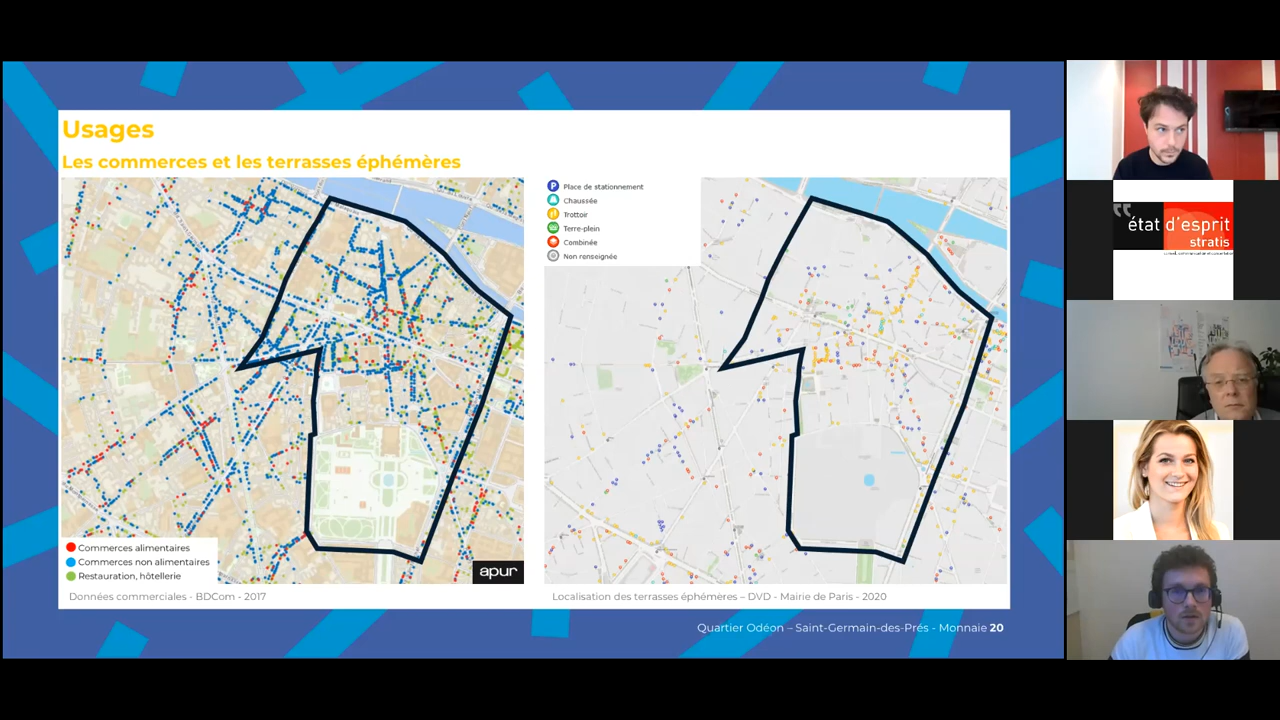 Usages
Les commerces et les terrasses éphémères
Place de stationnement
Chaussée
Trottoir
Terre-plein
Combinée
Non renseignée
Commerces alimentaires
Commerces non alimentaires
Restauration, hôtellerie
apur
Données commerciales - BDCom - 2017
Localisation des terrasses éphémères – DVD - Mairie de Paris - 2020
Quartier Odéon – Saint-Germain-des-Prés - Monnaie 20
état d'esprit
stratis